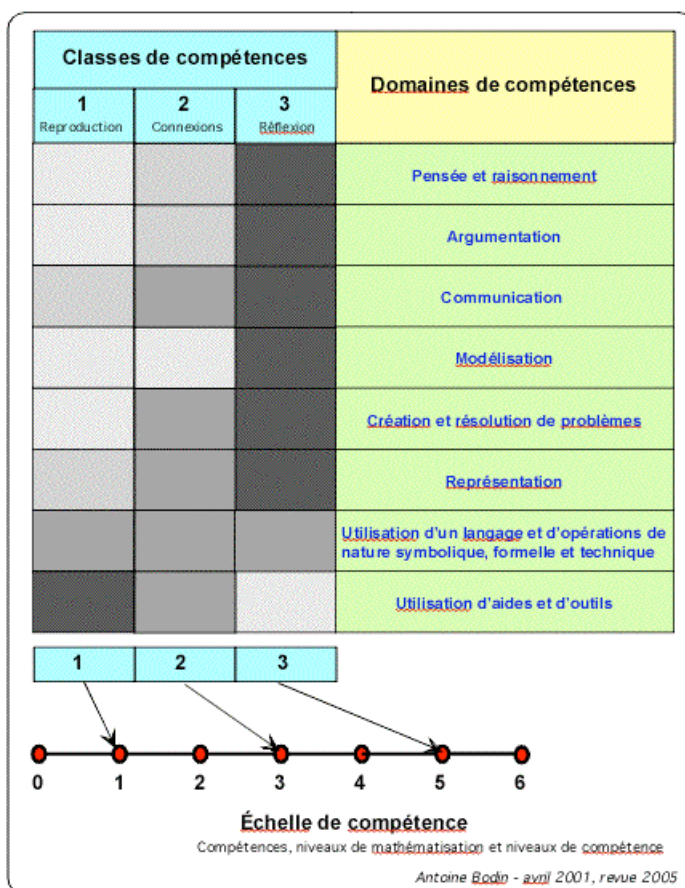 Classes de compétences
Domaines de compétences
1
2
3
Reproduction
Connexions
Rèflexion
Pensée et raisonnement
Argumentation
Communication
Modélisation
Création et résolution de problèmes
Représentation
Utilisation d'un langage et d'opérations de
nature symbolique, formelle et technique
Utilisation d'aides et d'outils
1
2
3
0
1
2
3
4
5
6
Échelle de compétence
Compétences, niveaux de mathématisation et niveaux de compétence
Antoine Bodin - avril 2001, revue 2005